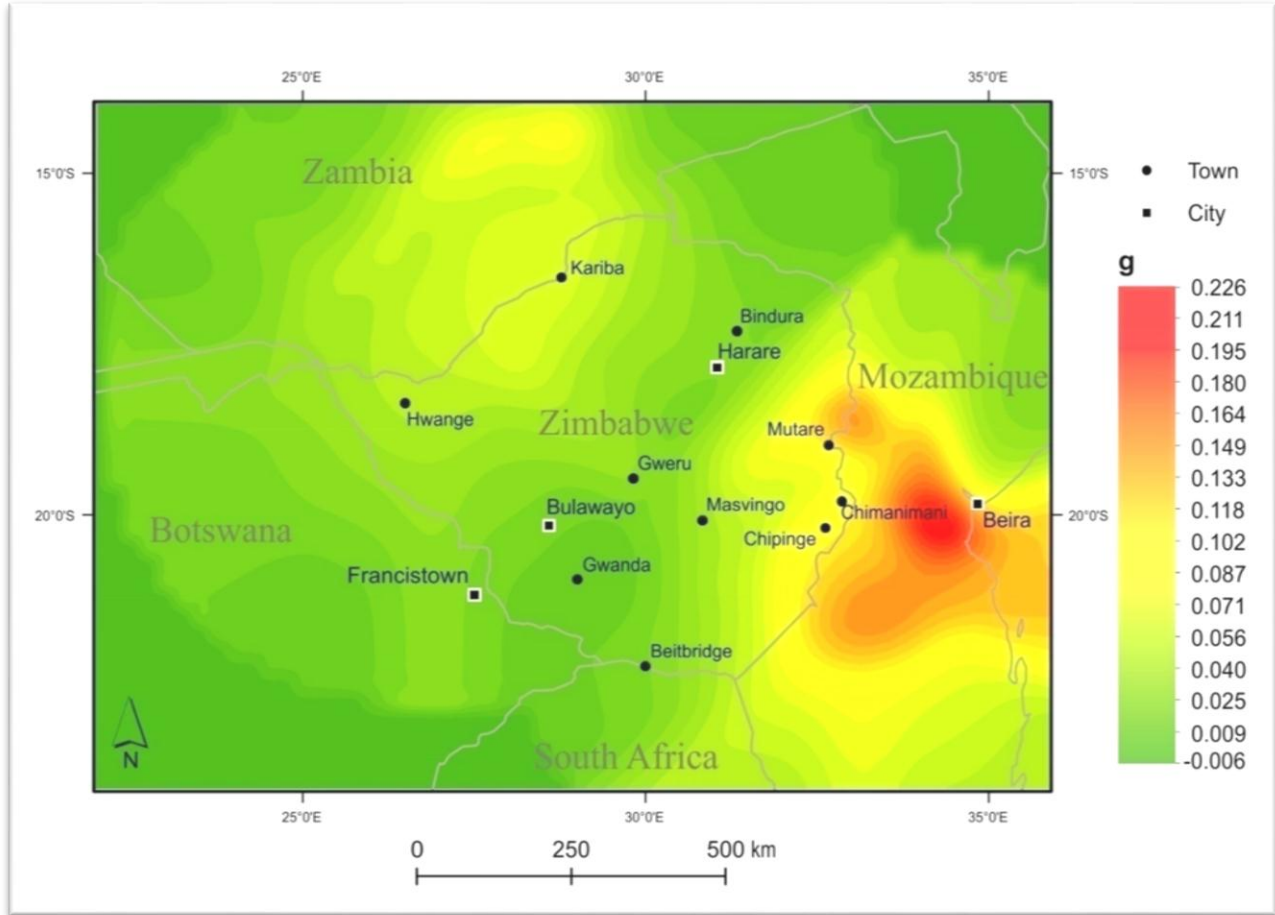 25°0'E 30°0'E 35°0'E
Zambia
15°0'S 15°0'S
Town
City
Kariba
g
0.226
0.211
0.195
0.180
0.164
0.149
0.133
0.118
0.102
0.087
0.071
0.056
0.040
0.025
0.009
-0.006
Bindura
Harare
Mozambique
Hwange
Zimbabwe
Mutare
Gweru
Bulawayo
Masvingo
Chimanimani
Beira
20°0'S 20°0'S
Botswana
Chipinge
Gwanda
Francistown
Beitbridge
N
South Africa
25°0'E 30°0'E 35°0'E
0 250 500 km